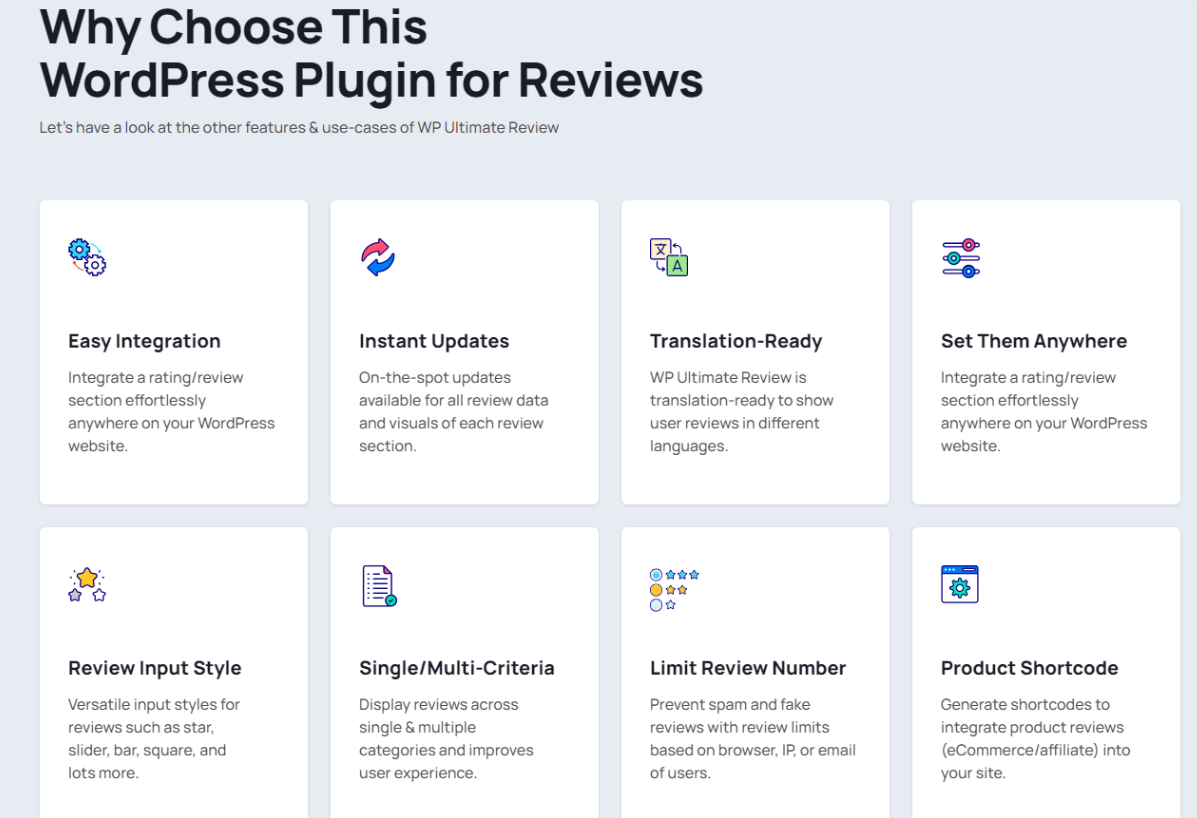 Why Choose This
WordPress Plugin for Reviews
Let's have a look at the other features & use-cases of WP Ultimate Review
文
A
Easy Integration
Integrate a rating/review
section effortlessly
anywhere on your WordPress
website.
Instant Updates
On-the-spot updates
available for all review data
and visuals of each review
section.
Translation-Ready
WP Ultimate Review is
translation-ready to show
user reviews in different
languages.
Set Them Anywhere
Integrate a rating/review
section effortlessly
anywhere on your WordPress
website.
Review Input Style
Versatile input styles for
reviews such as star,
slider, bar, square, and
lots more.
Single/Multi-Criteria
Display reviews across
single & multiple
categories and improves
user experience.
Limit Review Number
Prevent spam and fake
reviews with review limits
based on browser, IP, or email
of users.
Product Shortcode
Generate shortcodes to
integrate product reviews
(eCommerce/affiliate) into
your site.